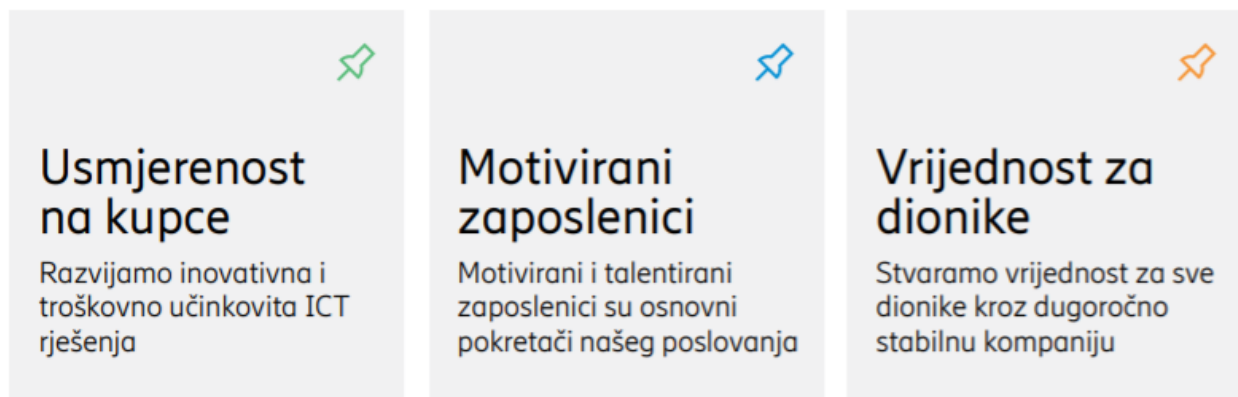 Usmjerenost
na kupce
Razvijamo inovativna i
troškovno učinkovita ICT
rješenja
Motivirani
zaposlenici
Motivirani i talentirani
zaposlenici su osnovni
pokretači našeg poslovanja
Vrijednost za
dionike
Stvaramo vrijednost za sve
dionike kroz dugoročno
stabilnu kompaniju